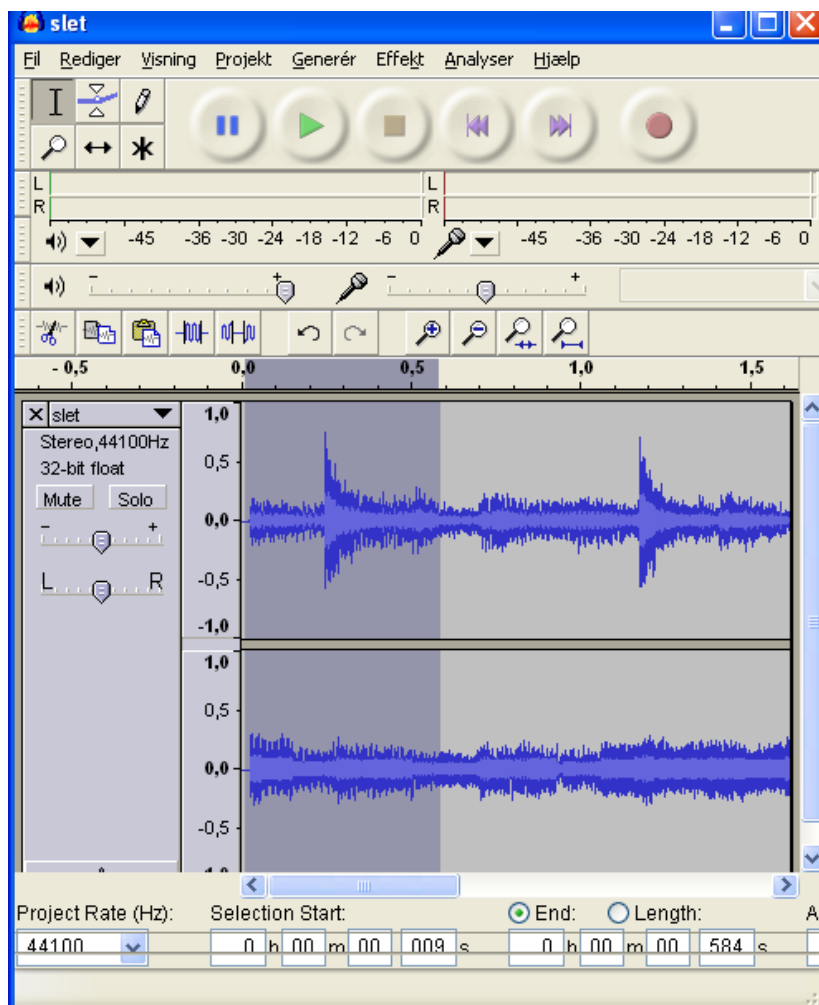 slet
Fil Rediger Visning Projekt Generér Effekt Analyser Hjælp
L L
R R
-45 -36 -30 -24 -18 -12 -6 0 -45 -36 -30 -24 -18 -12 -6 0
- + - +
- 0,5 0,0 0,5 1,0 1,5
slet
Stereo,44100Hz
32-bit float
Mute Solo
- +
L R
1,0
0,5
0,0
-0,5
-1,0
1,0
0,5
0,0
-0,5
Project Rate (Hz): Selection Start: End: Length: A
44100 0 h 00 m 00 009 s 0 h 00 m 00 584 s